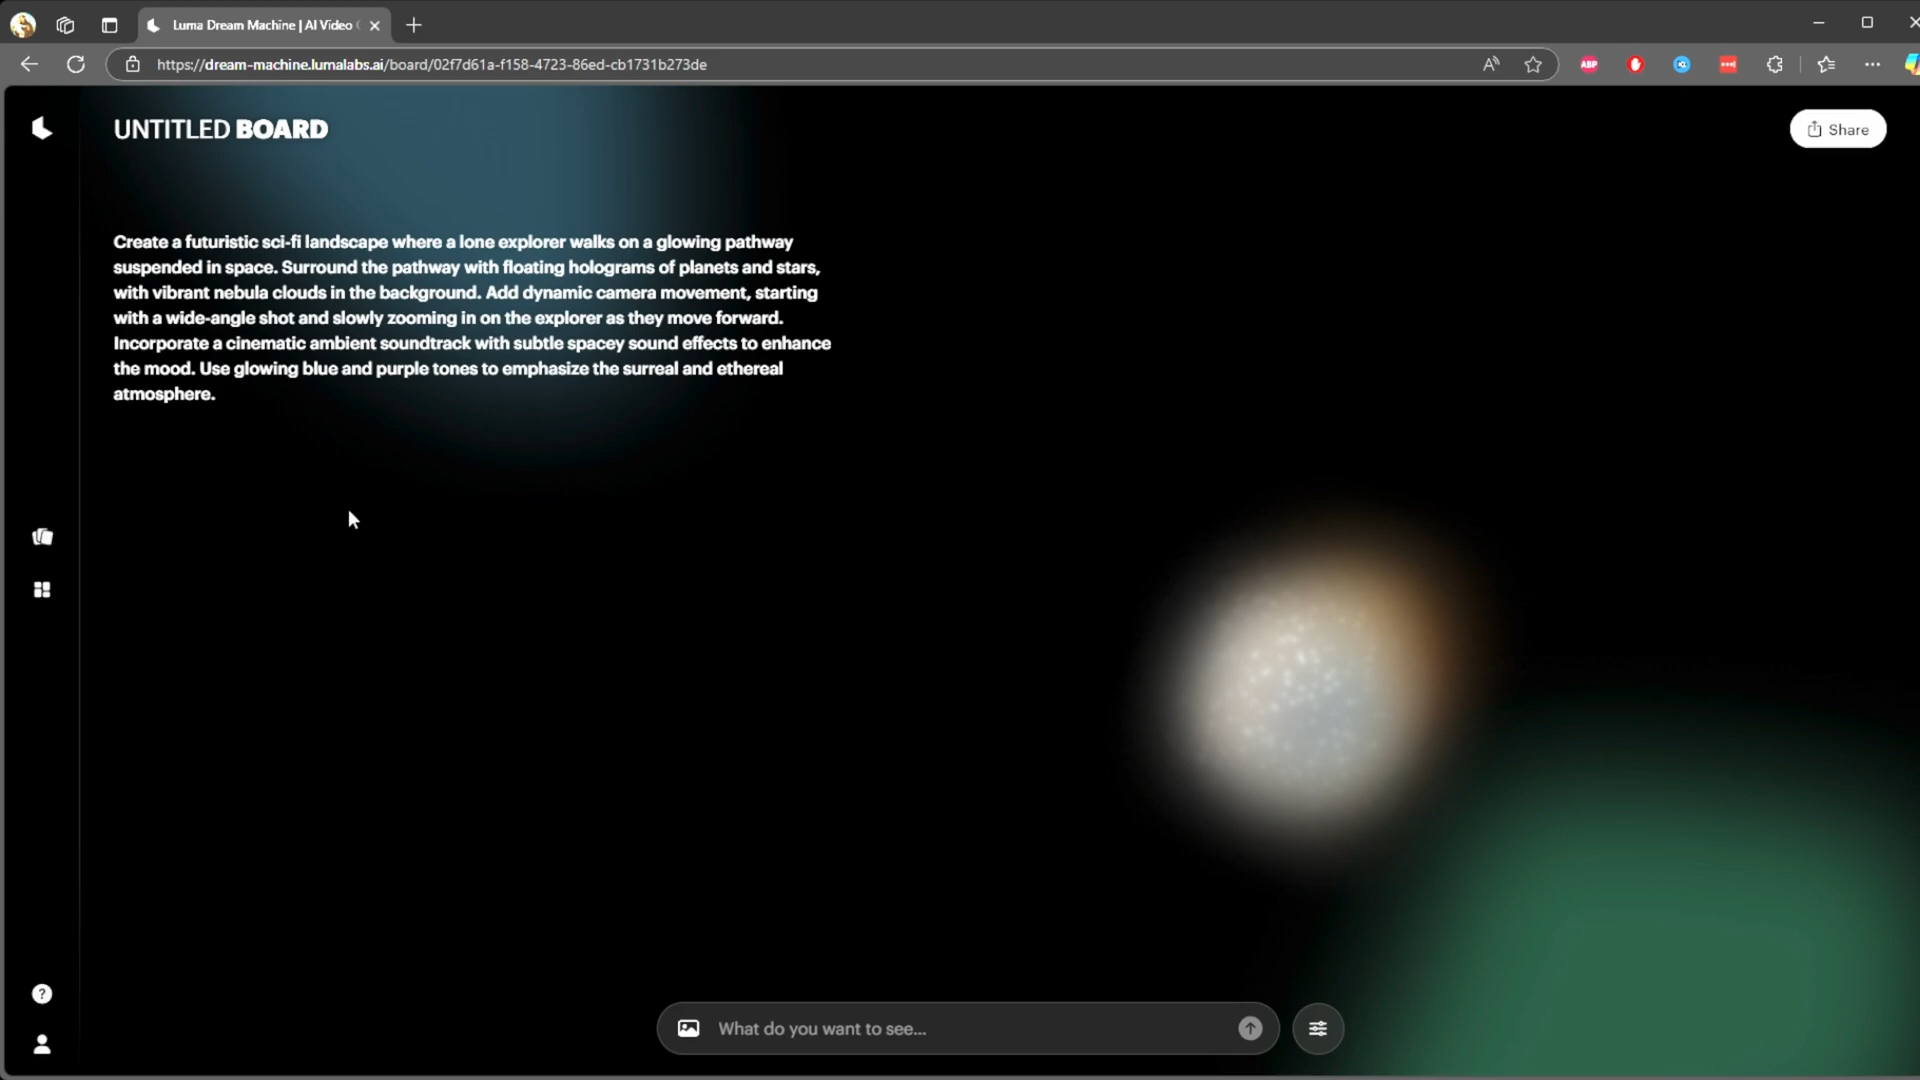 Luma Dream Machine | AI Video
https://dream-machine.lumalabs.ai/board/02f7d61a-f158-4723-86ed-cb1731b273de
ABP
UNTITLED BOARD
Share
Create a futuristic sci-fi landscape where a lone explorer walks on a glowing pathway
suspended in space. Surround the pathway with floating holograms of planets and stars,
with vibrant nebula clouds in the background. Add dynamic camera movement, starting
with a wide-angle shot and slowly zooming in on the explorer as they move forward.
Incorporate a cinematic ambient soundtrack with subtle spacey sound effects to enhance
the mood. Use glowing blue and purple tones to emphasize the surreal and ethereal
atmosphere.
What do you want to see...